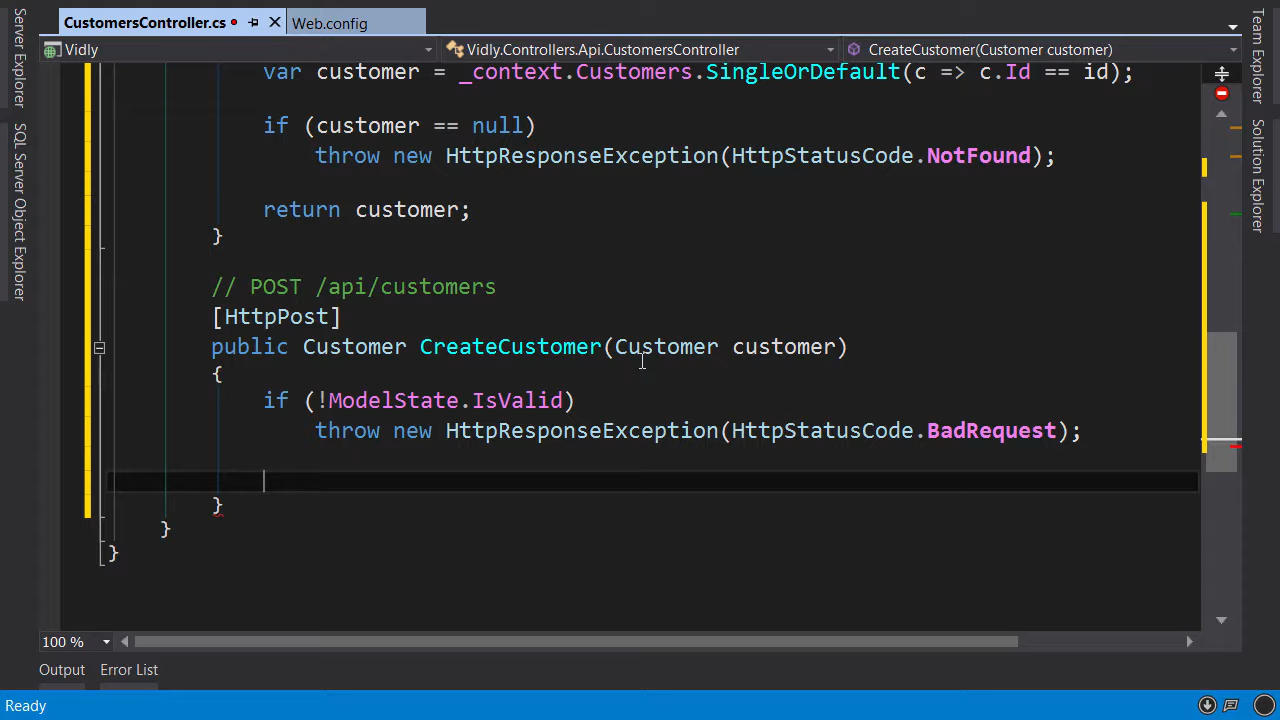 CustomersController.cs
Web.config
Vidly
Vidly.Controllers.Api.CustomersController
CreateCustomer(Customer customer)
Server Explorer
SQL Server Object Explorer
var customer = _context.Customers.SingleOrDefault(c => c.Id == id);
if (customer == null)
throw new HttpResponseException(HttpStatusCode.NotFound);
return customer;
}
// POST /api/customers
[HttpPost]
public Customer CreateCustomer(Customer customer)
{
if (!ModelState.IsValid)
throw new HttpResponseException(HttpStatusCode.BadRequest);
}
}
}
Team Explorer
Solution Explorer
100 %
Output
Error List
Ready